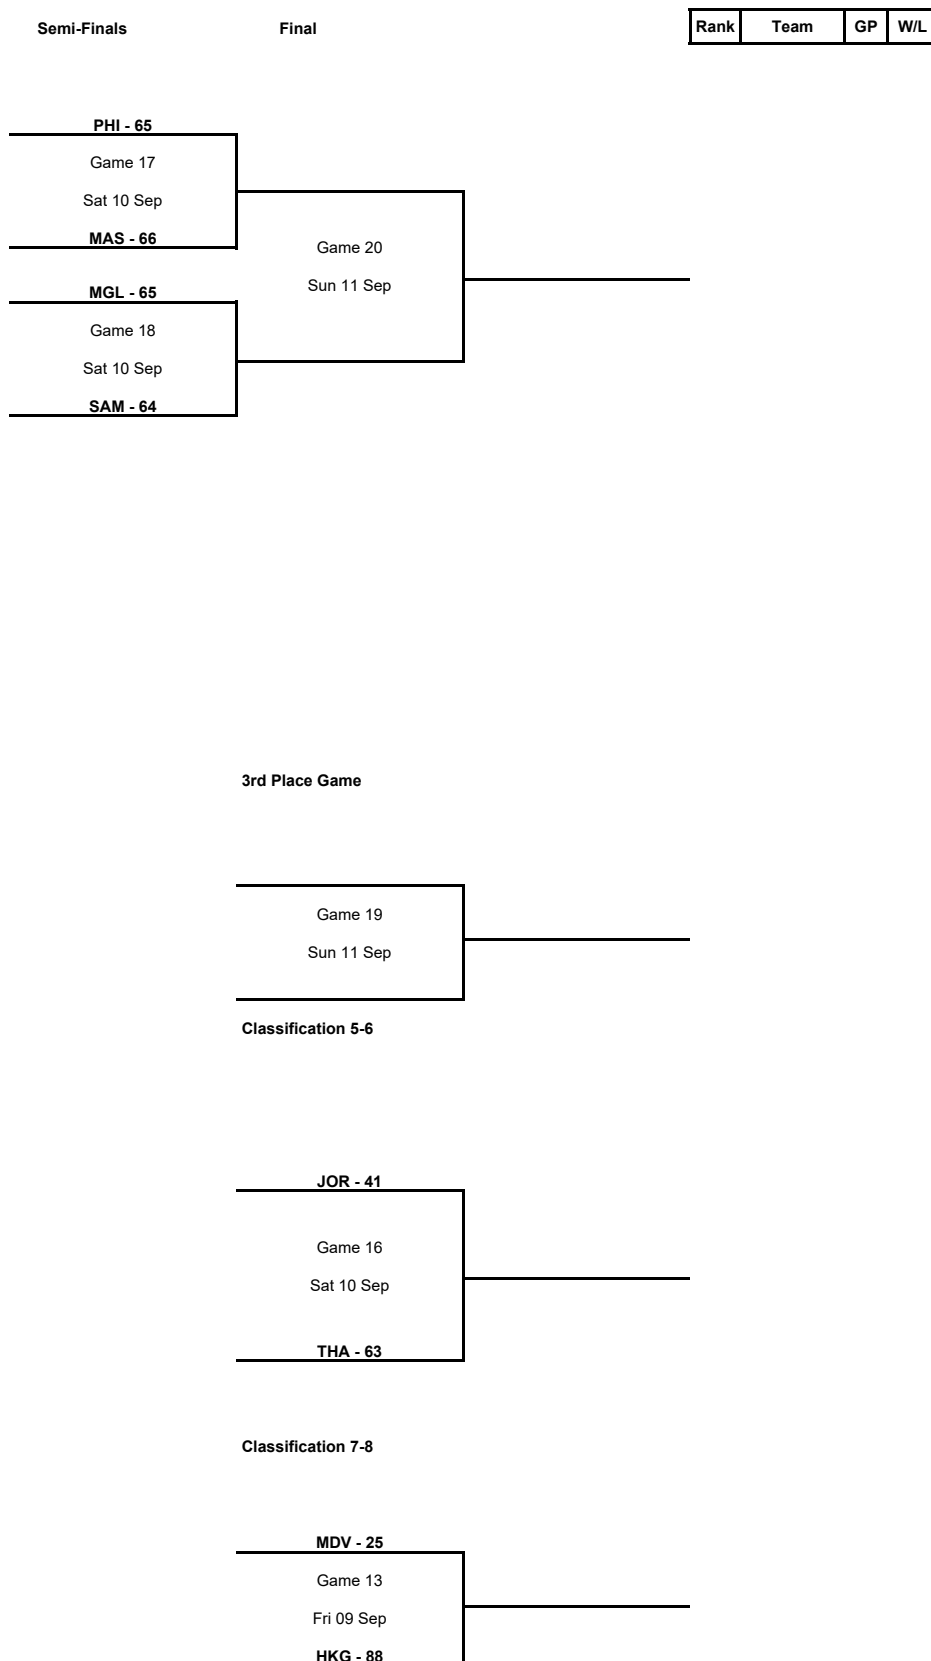 Semi-Finals Final Rank Team GP W/L
PHI - 65
Game 17
Sat 10 Sep
MAS - 66
Game 20
Sun 11 Sep
MGL - 65
Game 18
Sat 10 Sep
SAM - 64
3rd Place Game
Game 19
Sun 11 Sep
Classification 5-6
JOR - 41
Game 16
Sat 10 Sep
THA - 63
Classification 7-8
MDV - 25
Game 13
Fri 09 Sep
HKG - 88